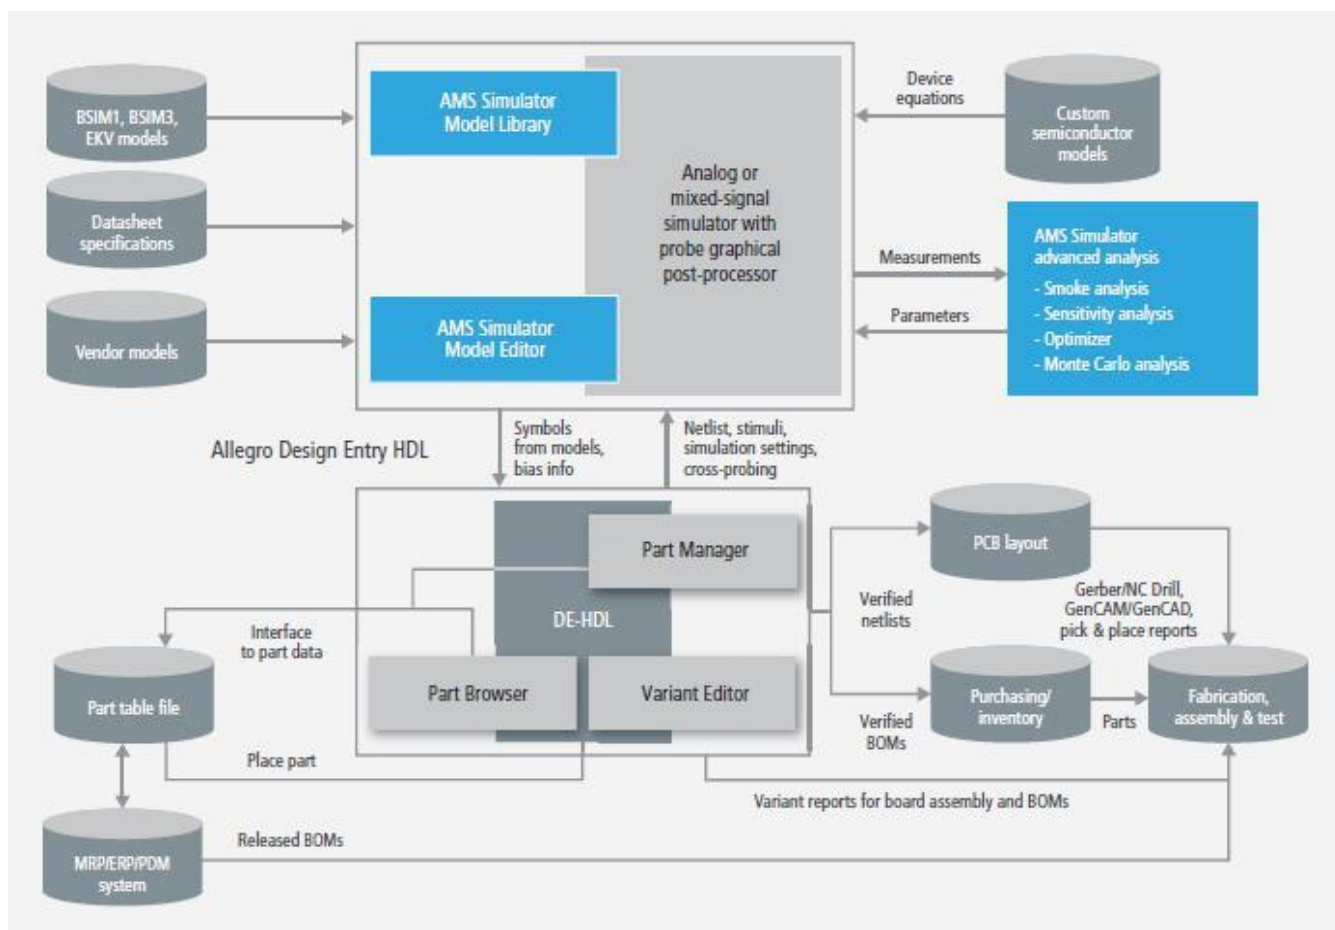 BSIM1, BSIM3,
EKV models
Datasheet
specifications
Vendor models
AMS Simulator
Model Library
AMS Simulator
Model Editor
Analog or
mixed-signal
simulator with
probe graphical
post-processor
Device
equations
Custom
semiconductor
models
Measurements
Parameters
AMS Simulator
advanced analysis
- Smoke analysis
- Sensitivity analysis
- Optimizer
- Monte Carlo analysis
Allegro Design Entry HDL
Symbols
from models,
bias info
Netlist, stimuli,
simulation settings,
cross-probing
Part Manager
DE-HDL
Part Browser
Variant Editor
Interface
to part data
Part table file
Place part
MRP/ERP/PDM
system
Released BOMs
Verified
netlists
Verified
BOMs
PCB layout
Gerber/NC Drill,
GenCAM/GenCAD,
pick & place reports
Purchasing/
inventory
Parts
Fabrication,
assembly & test
Variant reports for board assembly and BOMs